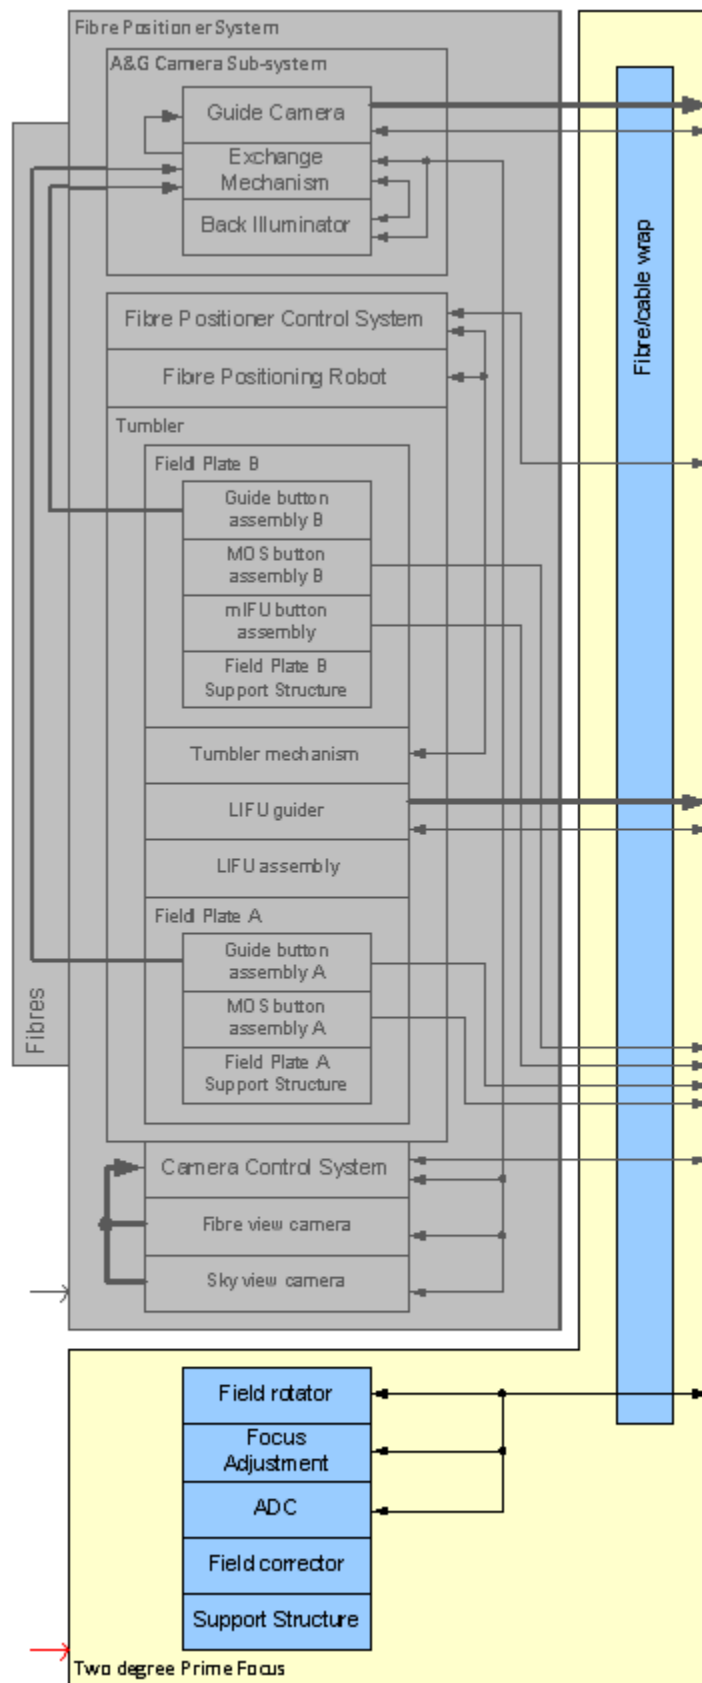 Fibre Positioner System
A&G Camera Sub-system
Guide Camera
Exchange
Mechanism
Back Illuminator
Fibre Positioner Control System
Fibre Positioning Robot
Tumbler
Field Plate B
Guide button
assembly B
MOS button
assembly B
mIFU button
assembly
Field Plate B
Support Structure
Tumbler mechanism
LIFU guider
LIFU assembly
Field Plate A
Guide button
assembly A
MOS button
assembly A
Field Plate A
Support Structure
Camera Control System
Fibre view camera
Sky view camera
Fibres
Fibre/cable wrap
Field rotator
Focus
Adjustment
ADC
Field corrector
Support Structure
Two degree Prime Focus